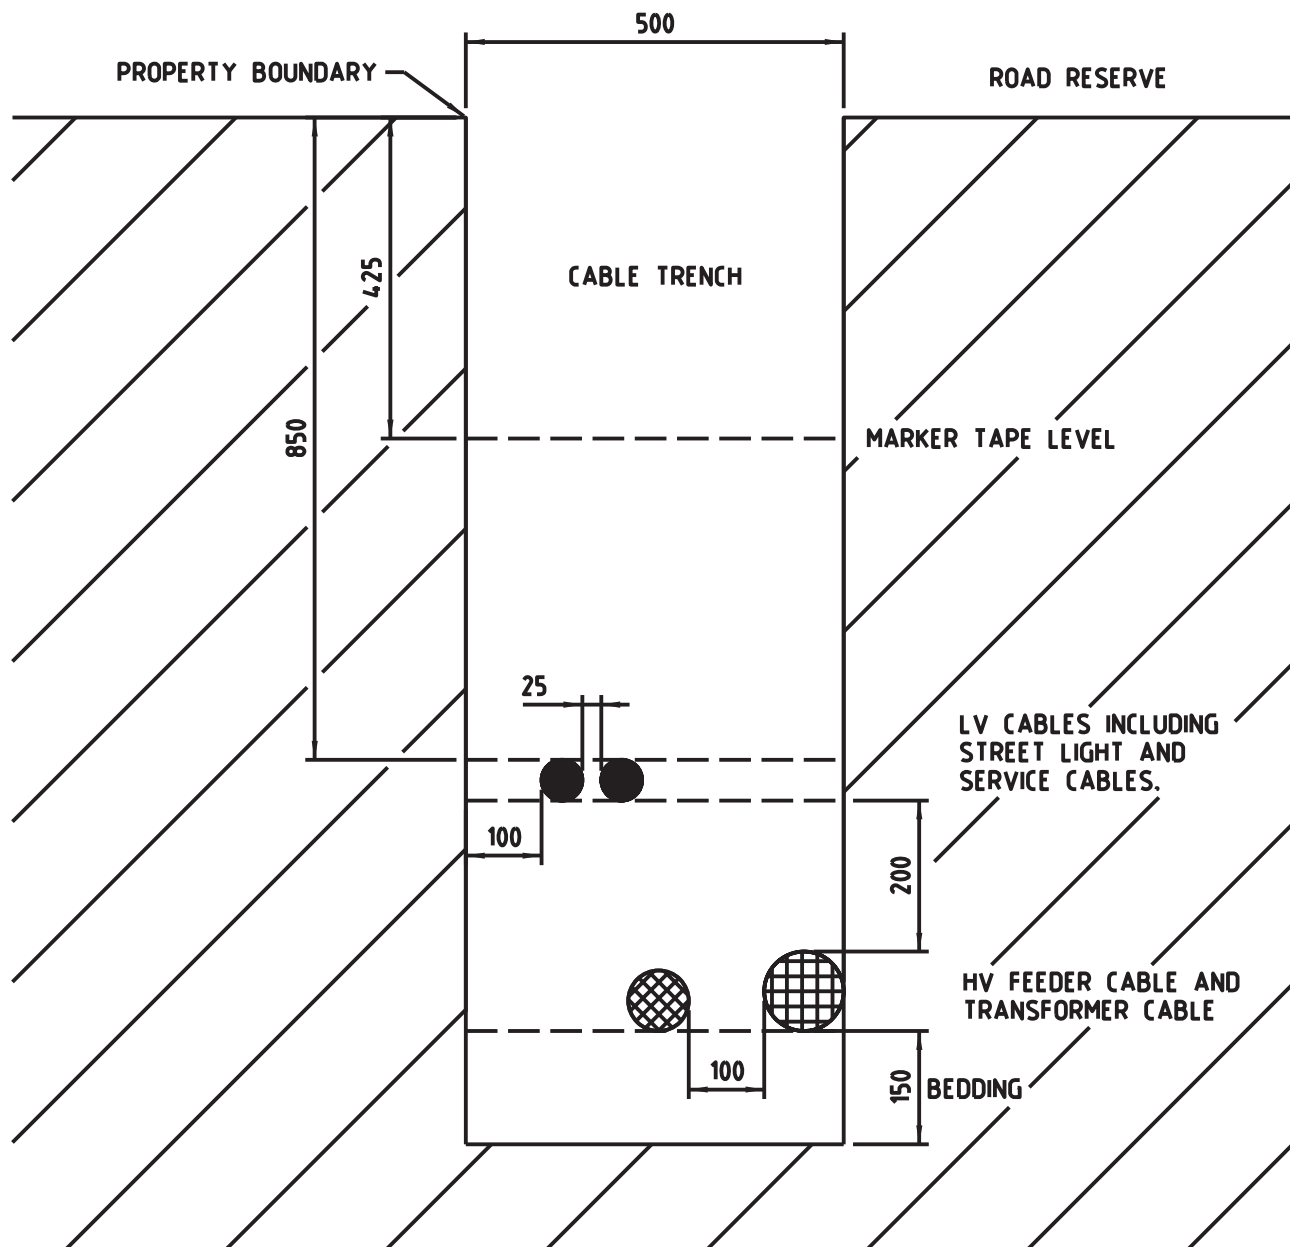 500
PROPERTY BOUNDARY
ROAD RESERVE
425
CABLE TRENCH
850
MARKER TAPE LEVEL
25
LV CABLES INCLUDING
STREET LIGHT AND
SERVICE CABLES.
100
200
HV FEEDER CABLE AND
TRANSFORMER CABLE
100
150
BEDDING